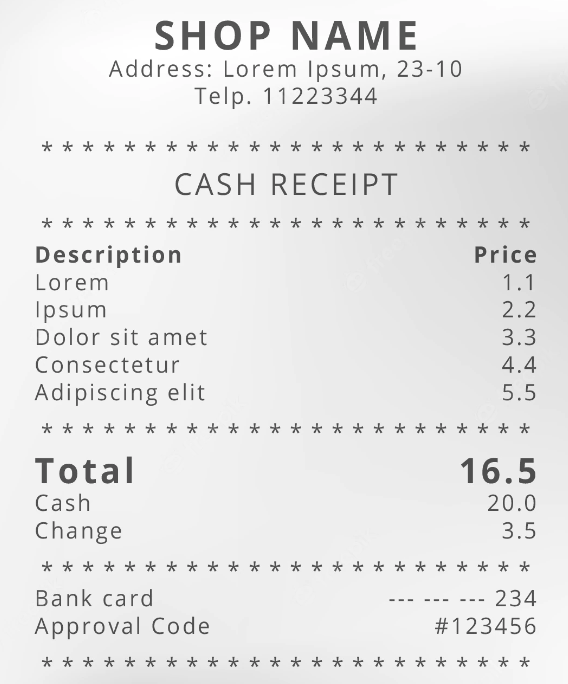 SHOP NAME
Address: Lorem Ipsum, 23-10
Telp. 11223344
* * * * * * * * * * * * * * * * * * * * * * * *
CASH RECEIPT
* * * * * * * * * * * * * * * * * * * * * * * *
Description Price
Lorem 1.1
Ipsum 2.2
Dolor sit amet 3.3
Consectetur 4.4
Adipiscing elit 5.5
* * * * * * * * * * * * * * * * * * * * * * * *
Total 16.5
Cash 20.0
Change 3.5
* * * * * * * * * * * * * * * * * * * * * * * *
Bank card --- --- --- 234
Approval Code #123456
* * * * * * * * * * * * * * * * * * * * * * * *